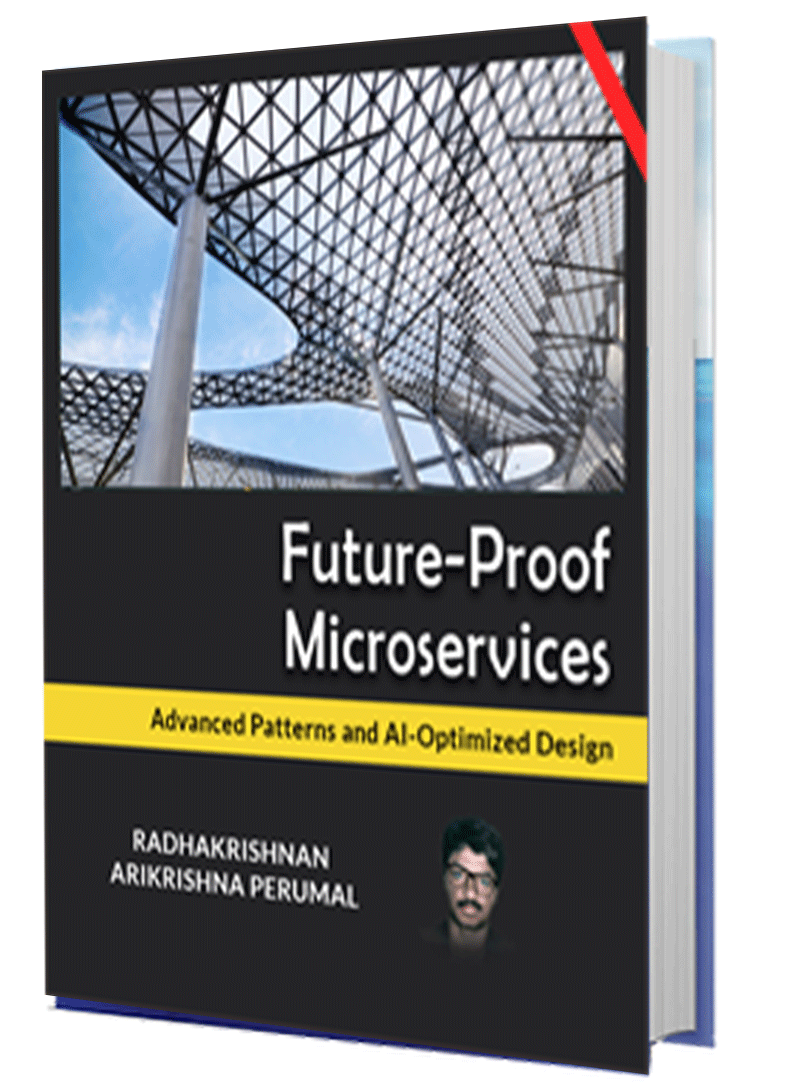 Future-Proof
Microservices
Advanced Patterns and AI-Optimized Design
RADHAKRISHNAN
ARIKRISHNA PERUMAL